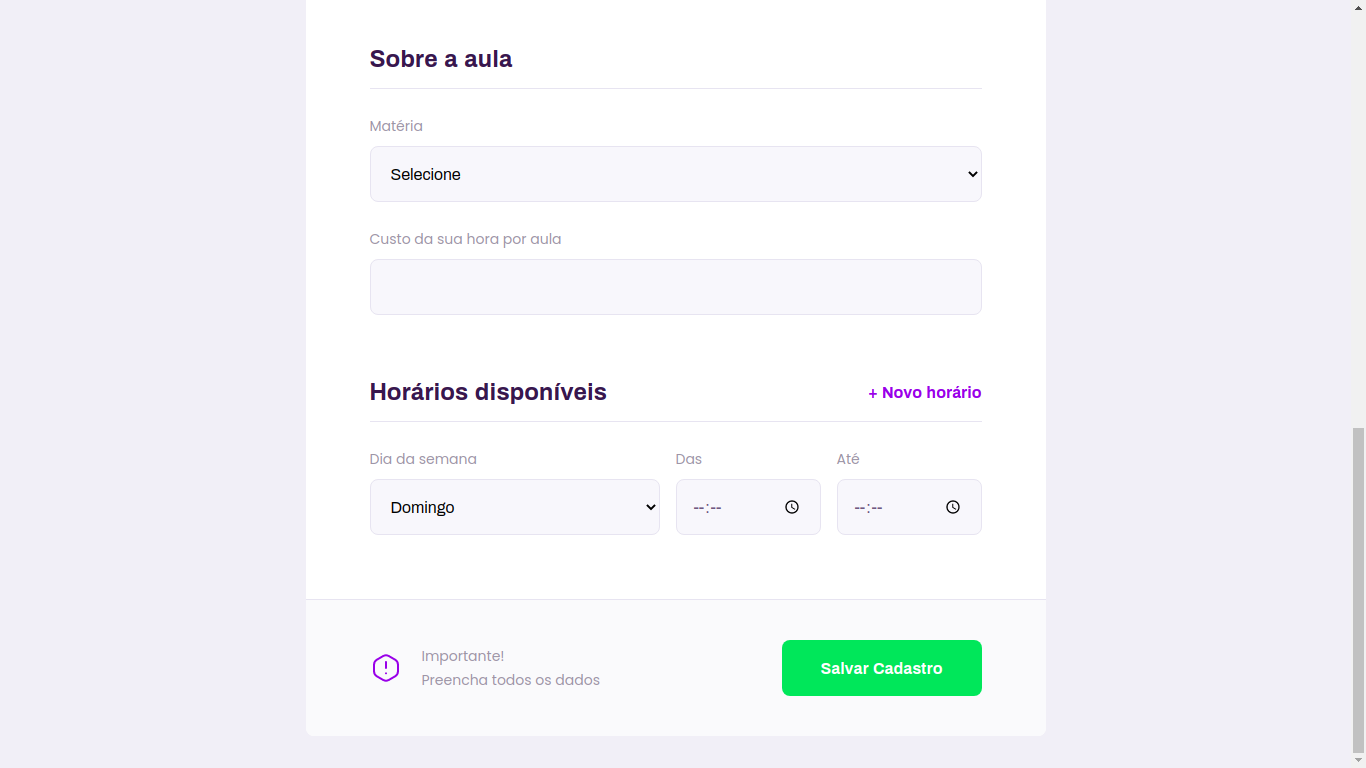 Sobre a aula
Matéria
Selecione
Custo da sua hora por aula
Horários disponíveis
+ Novo horário
Dia da semana
Das
Até
Domingo
--:--
--:--
Importante!
Preencha todos os dados
Salvar Cadastro